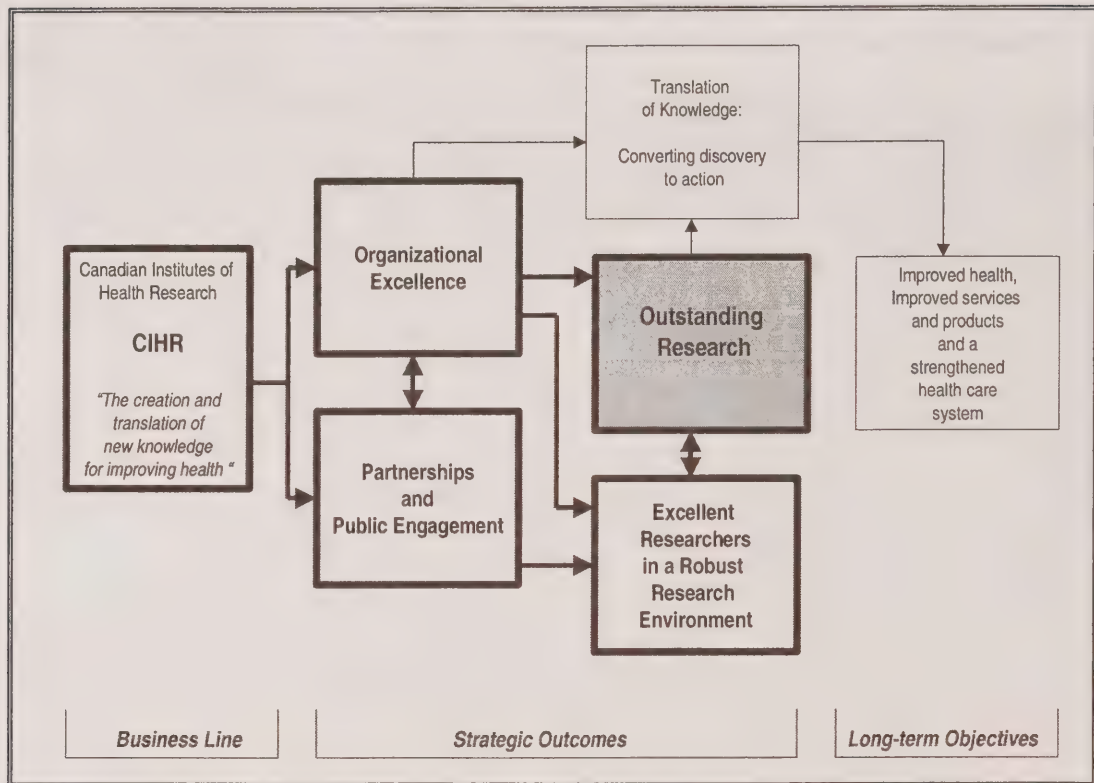 Translation
of Knowledge:
Converting discovery
to action
Canadian Institutes of
Health Research
CIHR
"The creation and
translation of
new knowledge
for improving health "
Organizational
Excellence
Partnerships
and
Public Engagement
Outstanding
Research
Excellent
Researchers
in a Robust
Research
Environment
Improved health,
Improved services
and products
and a
strengthened
health care
system
Business Line
Strategic Outcomes
Long-term Objectives